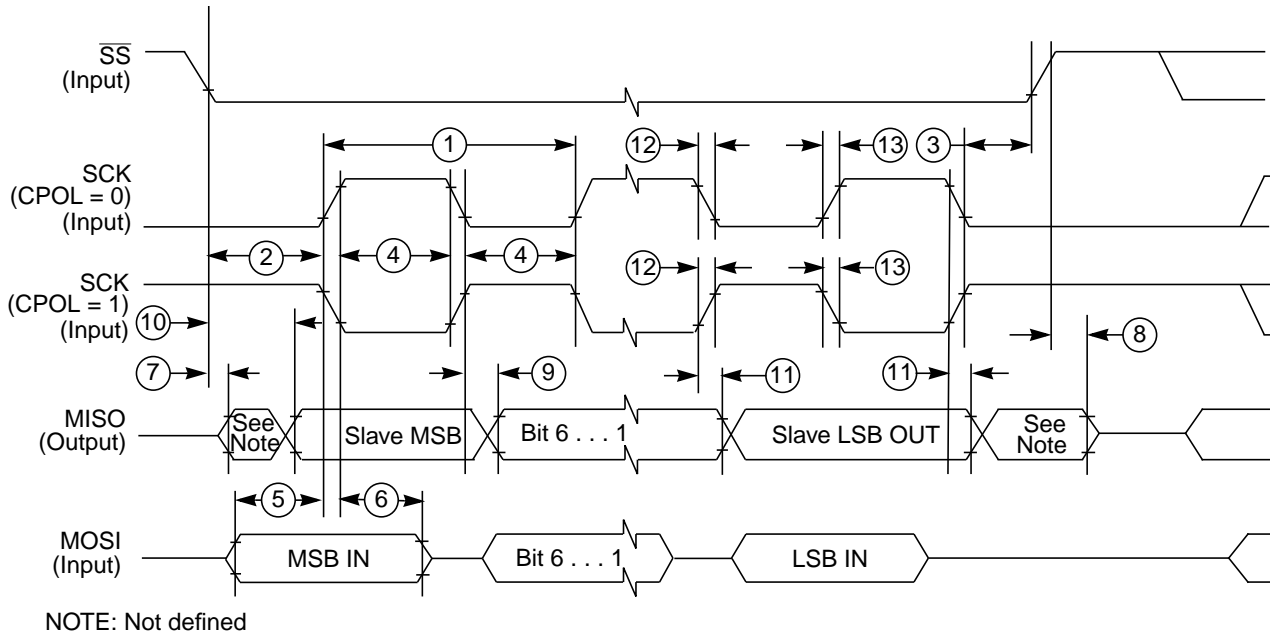 SS
(Input)
1
12
13
3
SCK
(CPOL = 0)
(Input)
2
4
4
12
13
SCK
(CPOL = 1)
(Input)
10
8
7
9
11
11
MISO
(Output)
See
Note
Slave MSB
Bit 6 . . . 1
Slave LSB OUT
See
Note
5
6
MOSI
(Input)
MSB IN
Bit 6 . . . 1
LSB IN
NOTE: Not defined